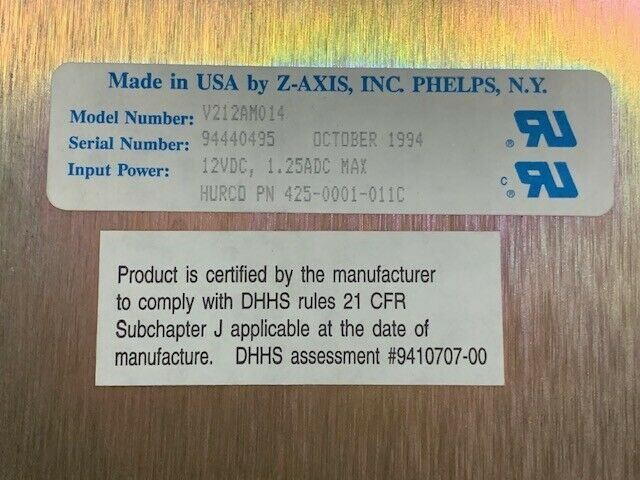 Made in USA by Z-AXIS, INC. PHELPS, N.Y.
Model Number: V212AM014
Serial Number: 94440495 OCTOBER 1994
Input Power: 12VDC, 1.25ADC MAX
HURCO PN 425-0001-011C
Product is certified by the manufacturer
to comply with DHHS rules 21 CFR
Subchapter J applicable at the date of
manufacture. DHHS assessment #9410707-00